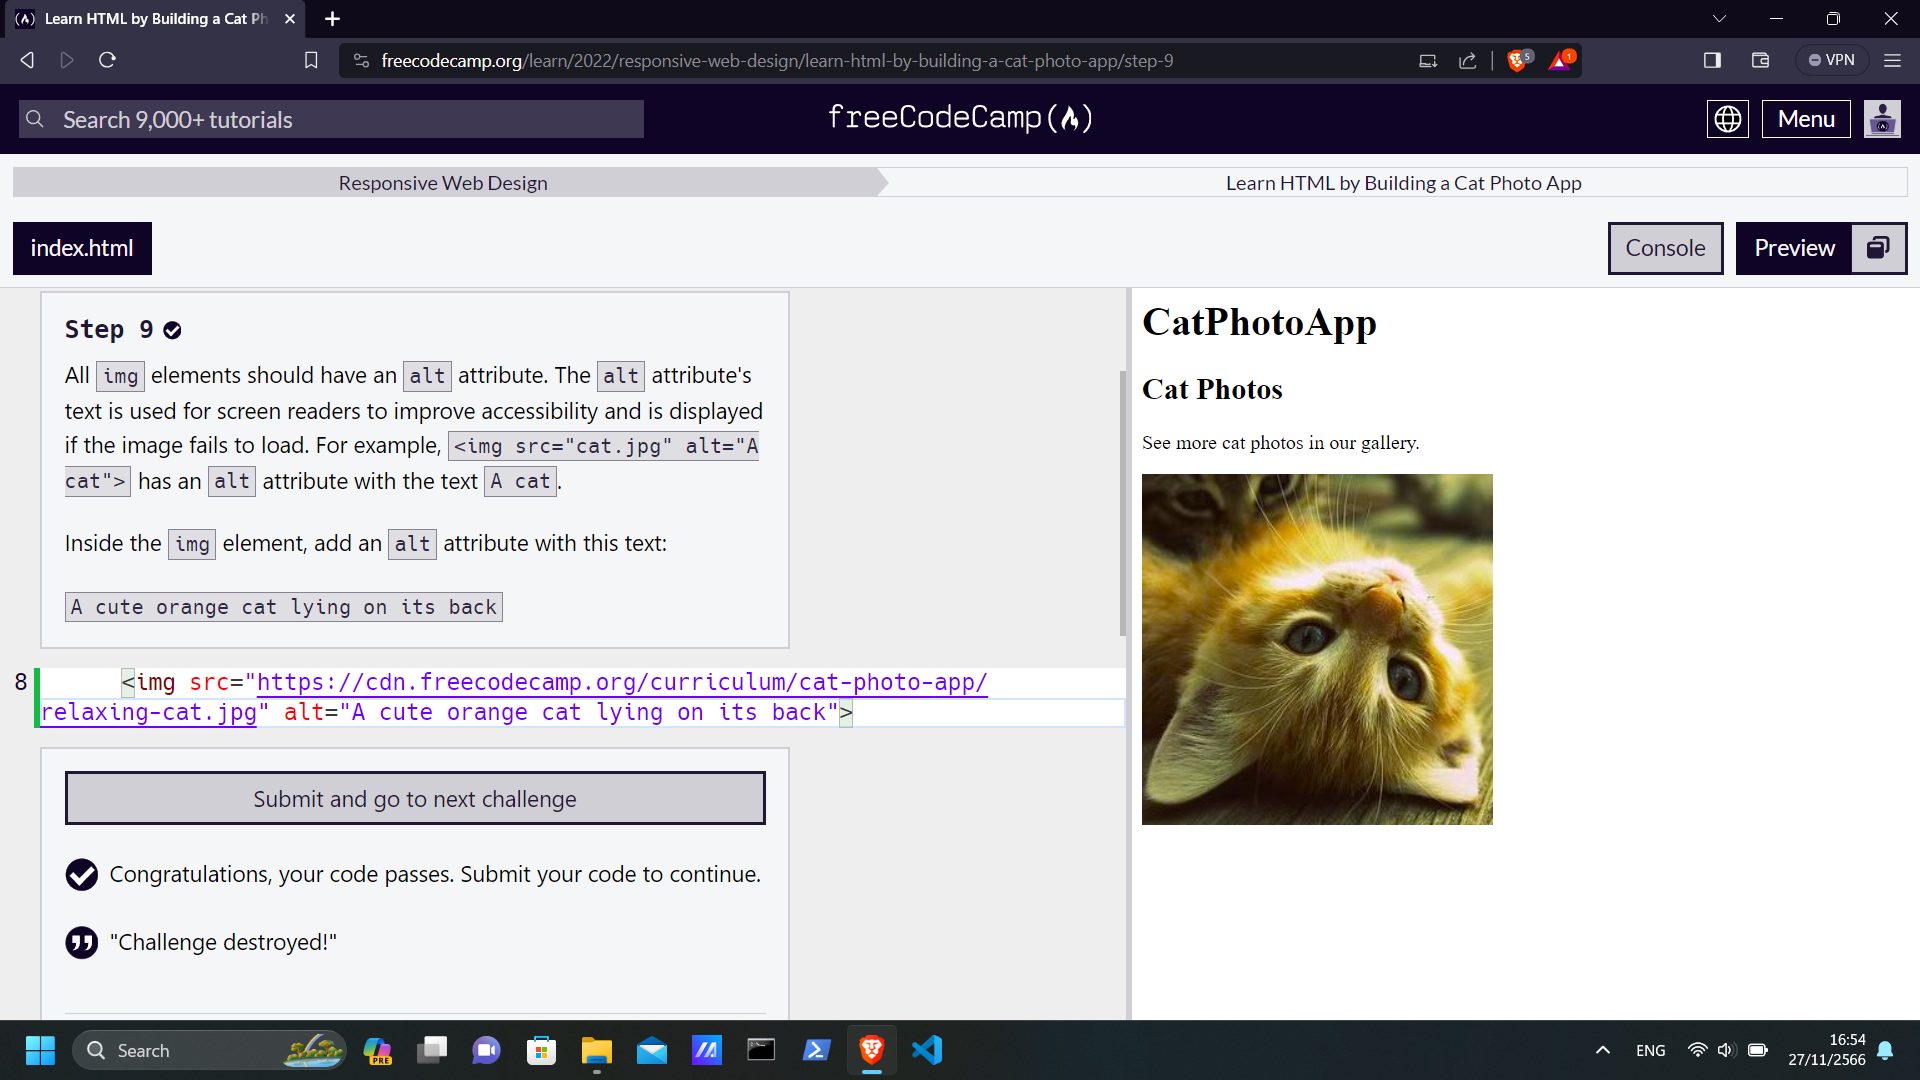 Learn HTML by Building a Cat Ph
freecodecamp.org/learn/2022/responsive-web-design/learn-html-by-building-a-cat-photo-app/step-9
5
1
VPN
Search 9,000+ tutorials
freeCodeCamp
Menu
Responsive Web Design
Learn HTML by Building a Cat Photo App
index.html
Console
Preview
Step 9
All img elements should have an alt attribute. The alt attribute's
text is used for screen readers to improve accessibility and is displayed
if the image fails to load. For example, <img src="cat.jpg" alt="A
cat"> has an alt attribute with the text A cat.
Inside the img element, add an alt attribute with this text:
A cute orange cat lying on its back
8 <img src="https://cdn.freecodecamp.org/curriculum/cat-photo-app/
relaxing-cat.jpg" alt="A cute orange cat lying on its back">
Submit and go to next challenge
Congratulations, your code passes. Submit your code to continue.
"Challenge destroyed!"
CatPhotoApp
Cat Photos
See more cat photos in our gallery.
Search
PRE
ENG
16:54
27/11/2566